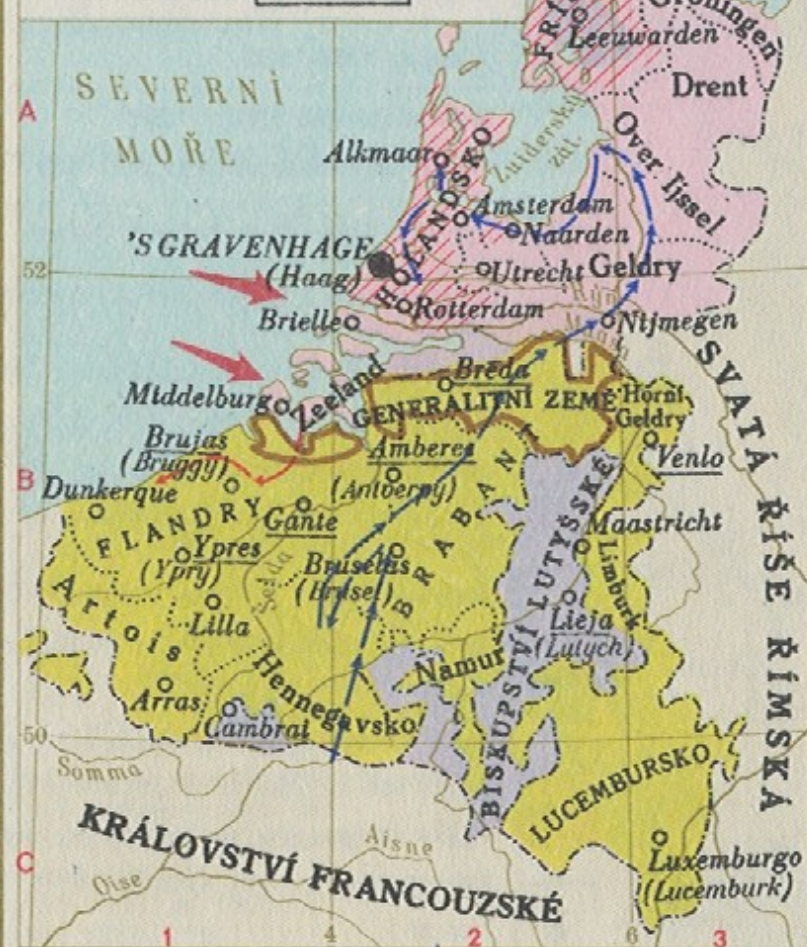 Groningen
Leeuwarden
Drent
SEVERNÍ
MOŘE
A
Zuiderský
zál.
Over Ijssel
Alkmaar
HOLANDSKO
Amsterdam
Naarden
'S GRAVENHAGE
(Haag)
52
Utrecht
Geldry
Rýn
Rotterdam
Brielle
Nijmegen
SVATÁ ŘÍŠE ŘÍMSKÁ
Breda
Middelburg
Zeeland
GENERALITNÍ ZEMĚ
Horní
Geldry
Brujas
(Bruggy)
Amberes
(Antverpy)
Venlo
B
Dunkerque
FLANDRY
Gante
BRABANT
Maastricht
Ypres
(Ypry)
Šelda
Bruselas
(Brusel)
Limburk
Artois
Lilla
Lieja
(Lutych)
BISKUPSTVÍ LUTYŠSKÉ
Namur
Hennegavsko
Arras
Cambrai
50
Somma
LUCEMBURSKO
KRÁLOVSTVÍ FRANCOUZSKÉ
Aisne
Oise
C
Luxemburgo
(Lucemburk)
1
4
2
6
3